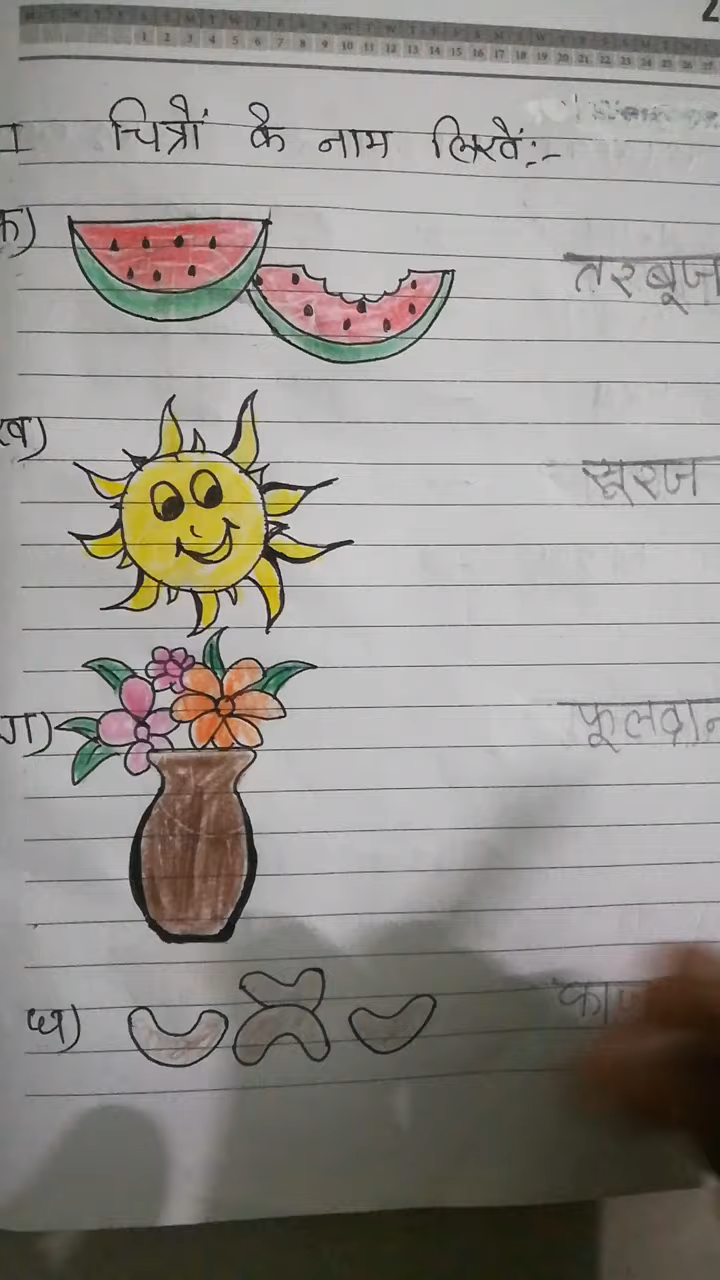 चित्रों के नाम लिखें:-
क) तरबूज
ख) सूरज
ग) फूलदान
घ)